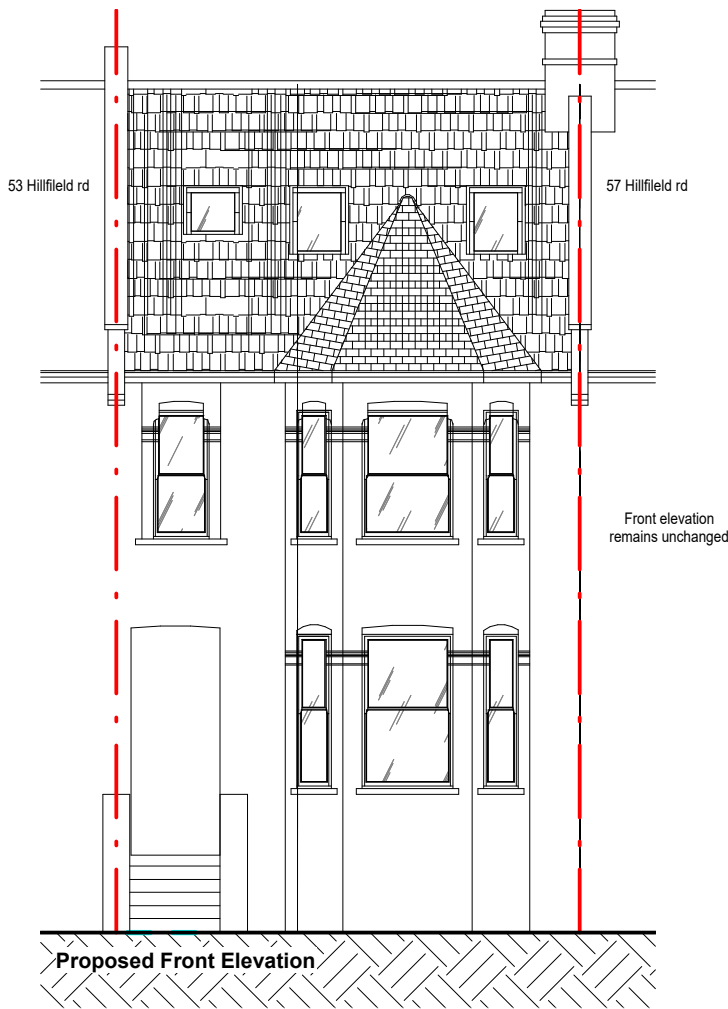 53 Hillfileld rd
57 Hillfileld rd
Front elevation
remains unchanged
Proposed Front Elevation